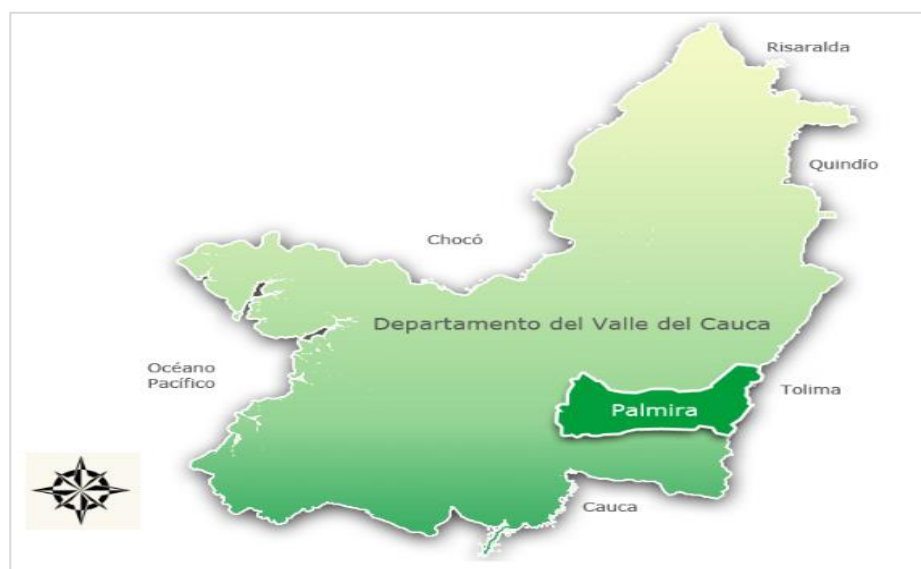 Risaralda
Quindío
Chocó
Departamento del Valle del Cauca
Océano
Pacífico
Tolima
Palmira
Cauca